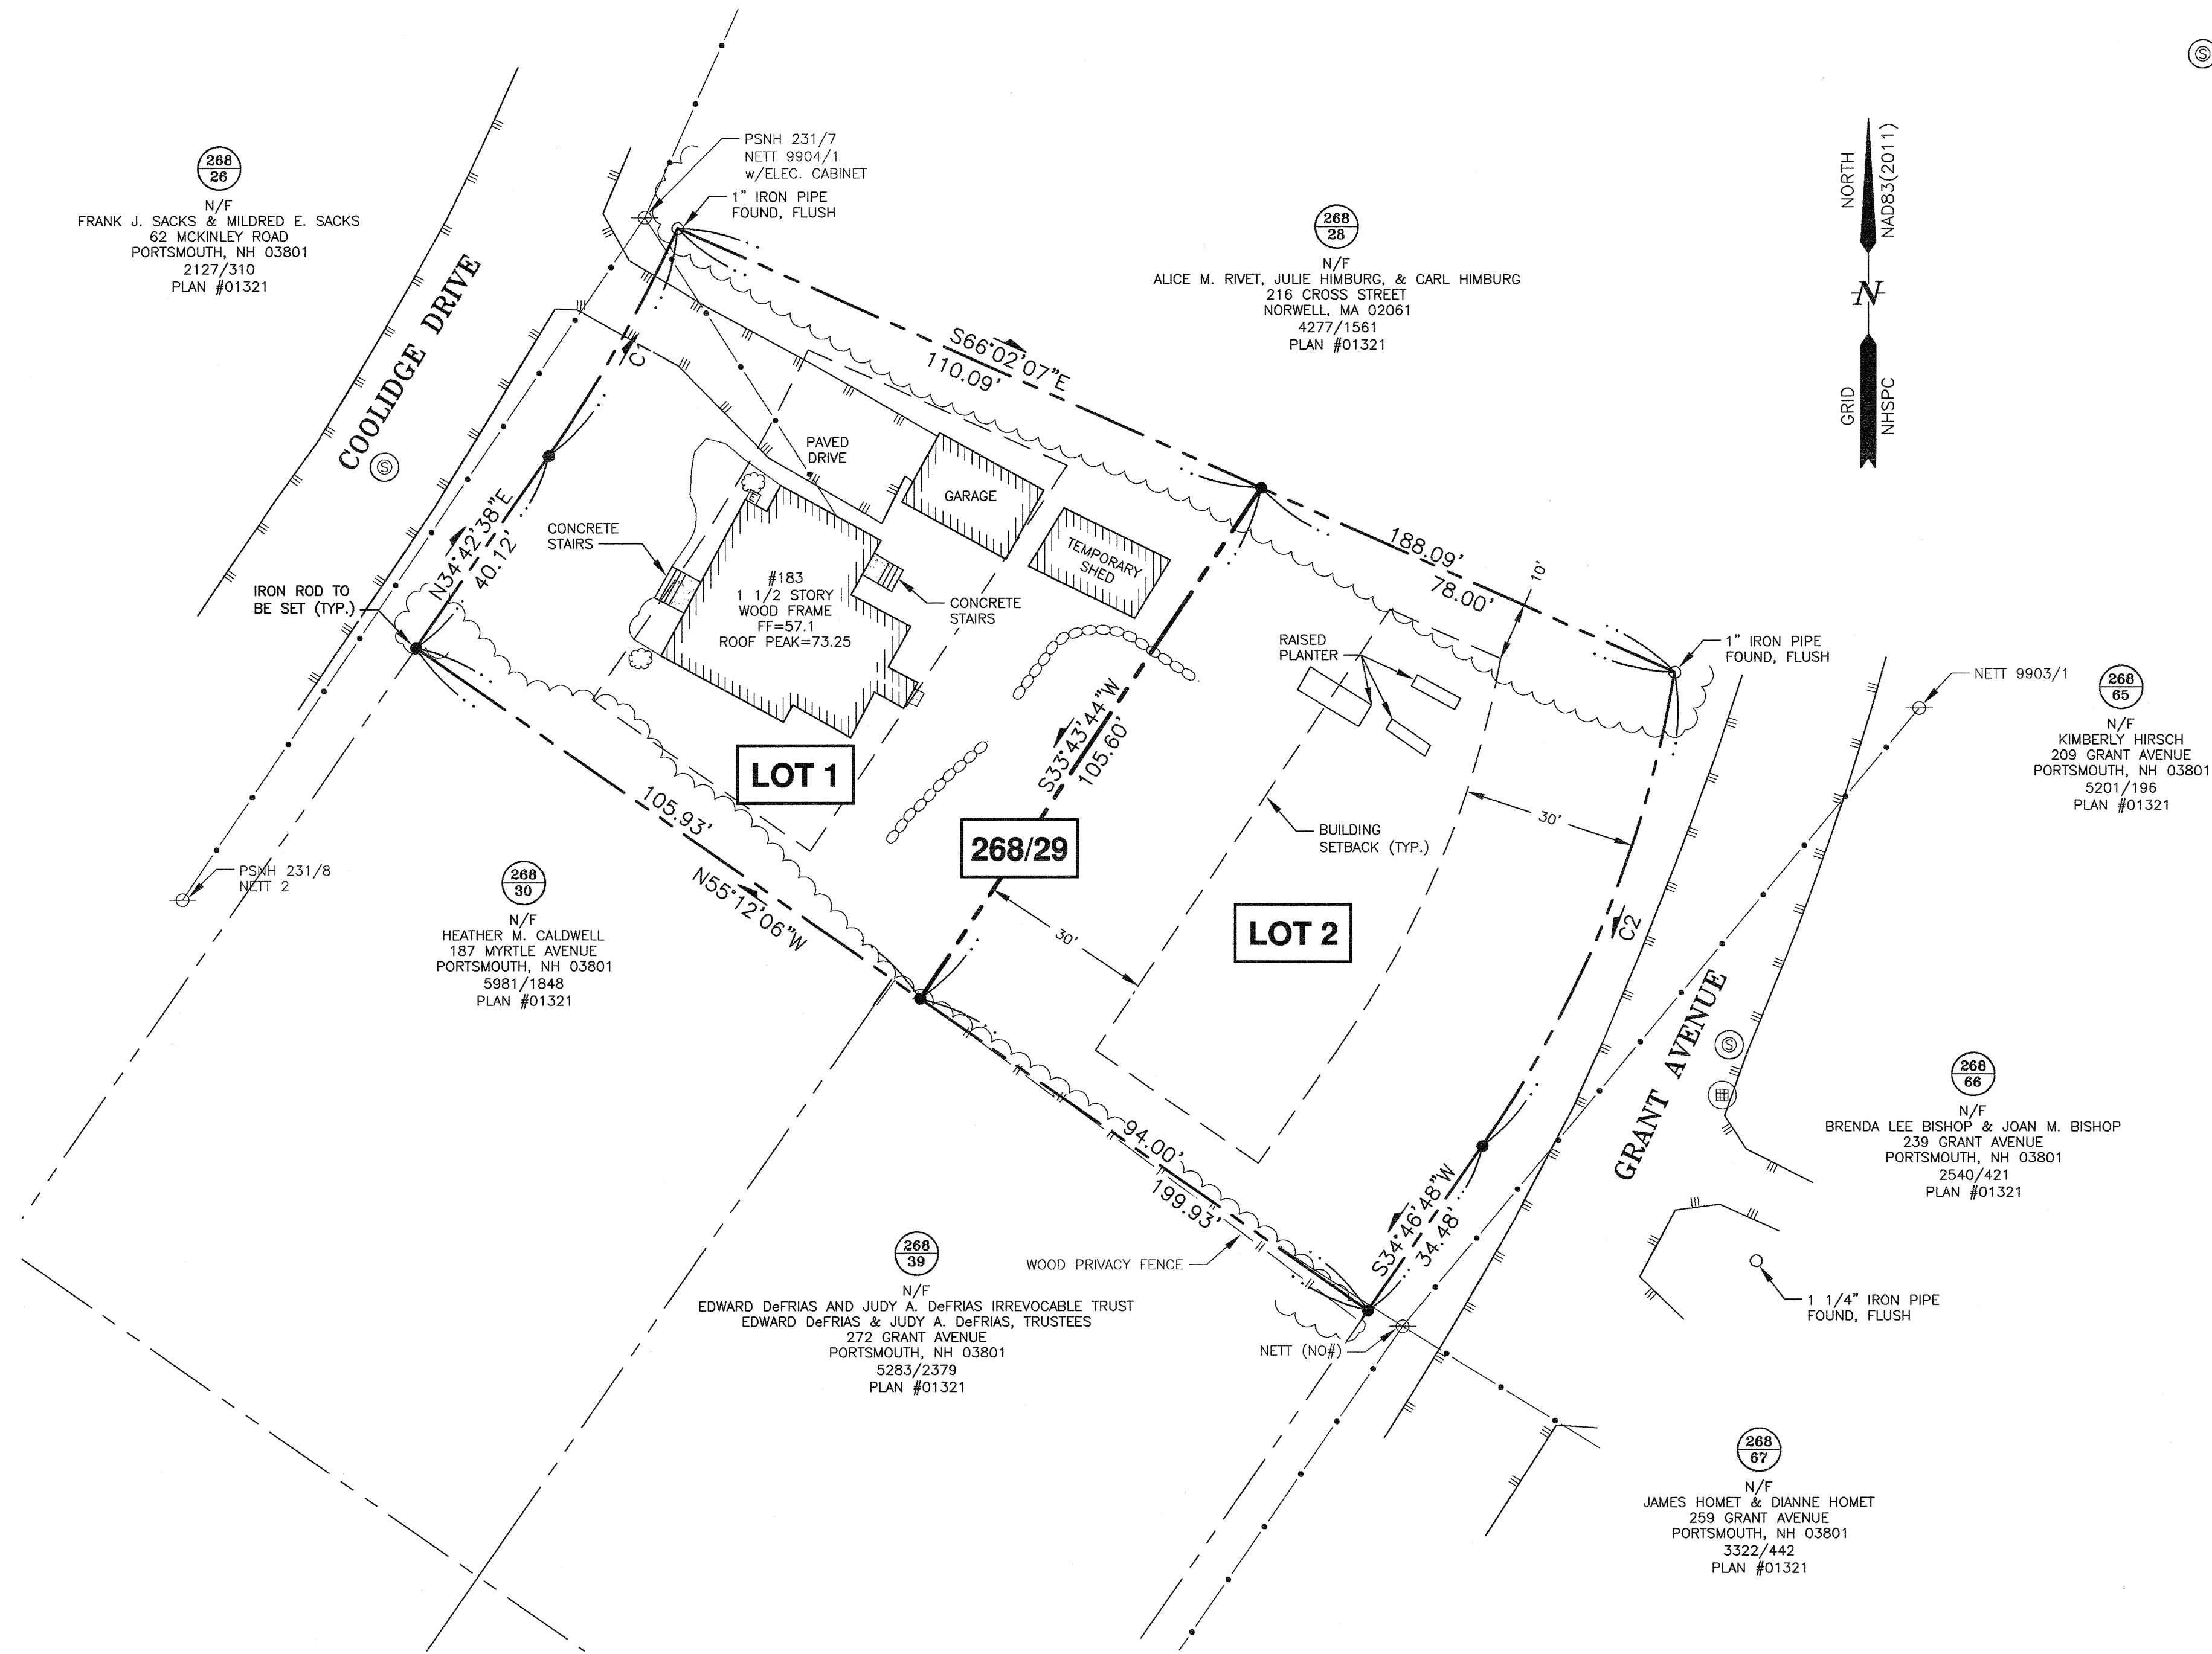 268
26
N/F
FRANK J. SACKS & MILDRED E. SACKS
62 MCKINLEY ROAD
PORTSMOUTH, NH 03801
2127/310
PLAN #01321
COOLIDGE DRIVE
S
PSNH 231/7
NETT 9904/1
w/ELEC. CABINET
1" IRON PIPE
FOUND, FLUSH
268
28
N/F
ALICE M. RIVET, JULIE HIMBURG, & CARL HIMBURG
216 CROSS STREET
NORWELL, MA 02061
4277/1561
PLAN #01321
NORTH
NAD83(2011)
N
GRID
NHSPC
S
S66°02'07"E
110.09'
C1
PAVED
DRIVE
GARAGE
TEMPORARY
SHED
CONCRETE
STAIRS
E
N34°42'38"E
40.12'
IRON ROD TO
BE SET (TYP.)
#183
1 1/2 STORY
WOOD FRAME
FF=57.1
ROOF PEAK=73.25
CONCRETE
STAIRS
188.09'
78.00'
10'
RAISED
PLANTER
1" IRON PIPE
FOUND, FLUSH
NETT 9903/1
268
65
N/F
KIMBERLY HIRSCH
209 GRANT AVENUE
PORTSMOUTH, NH 03801
5201/196
PLAN #01321
S33°43'44"W
105.60'
LOT 1
268/29
105.93'
N55°12'06"W
30'
BUILDING
SETBACK (TYP.)
30'
LOT 2
C2
PSNH 231/8
NETT 2
268
30
N/F
HEATHER M. CALDWELL
187 MYRTLE AVENUE
PORTSMOUTH, NH 03801
5981/1848
PLAN #01321
GRANT AVENUE
S
268
66
N/F
BRENDA LEE BISHOP & JOAN M. BISHOP
239 GRANT AVENUE
PORTSMOUTH, NH 03801
2540/421
PLAN #01321
94.00'
199.93'
S34°46'48"W
34.48'
WOOD PRIVACY FENCE
268
39
N/F
EDWARD DeFRIAS AND JUDY A. DeFRIAS IRREVOCABLE TRUST
EDWARD DeFRIAS & JUDY A. DeFRIAS, TRUSTEES
272 GRANT AVENUE
PORTSMOUTH, NH 03801
5283/2379
PLAN #01321
NETT (NO#)
1 1/4" IRON PIPE
FOUND, FLUSH
268
67
N/F
JAMES HOMET & DIANNE HOMET
259 GRANT AVENUE
PORTSMOUTH, NH 03801
3322/442
PLAN #01321